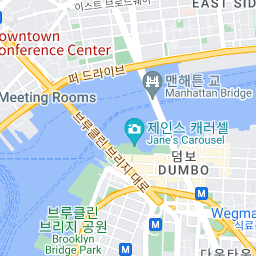 EAST SIDE
이스트 브로드웨이
owntown
onference Center
퍼 드라이브
맨해튼 교
Manhattan Bridge
Meeting Rooms
브루클린 브리지 대로
제인스 캐러셀
Jane's Carousel
덤보
DUMBO
브루클린
브리지 공원
Brooklyn
Bridge Park
Wegma
식료
다운타운